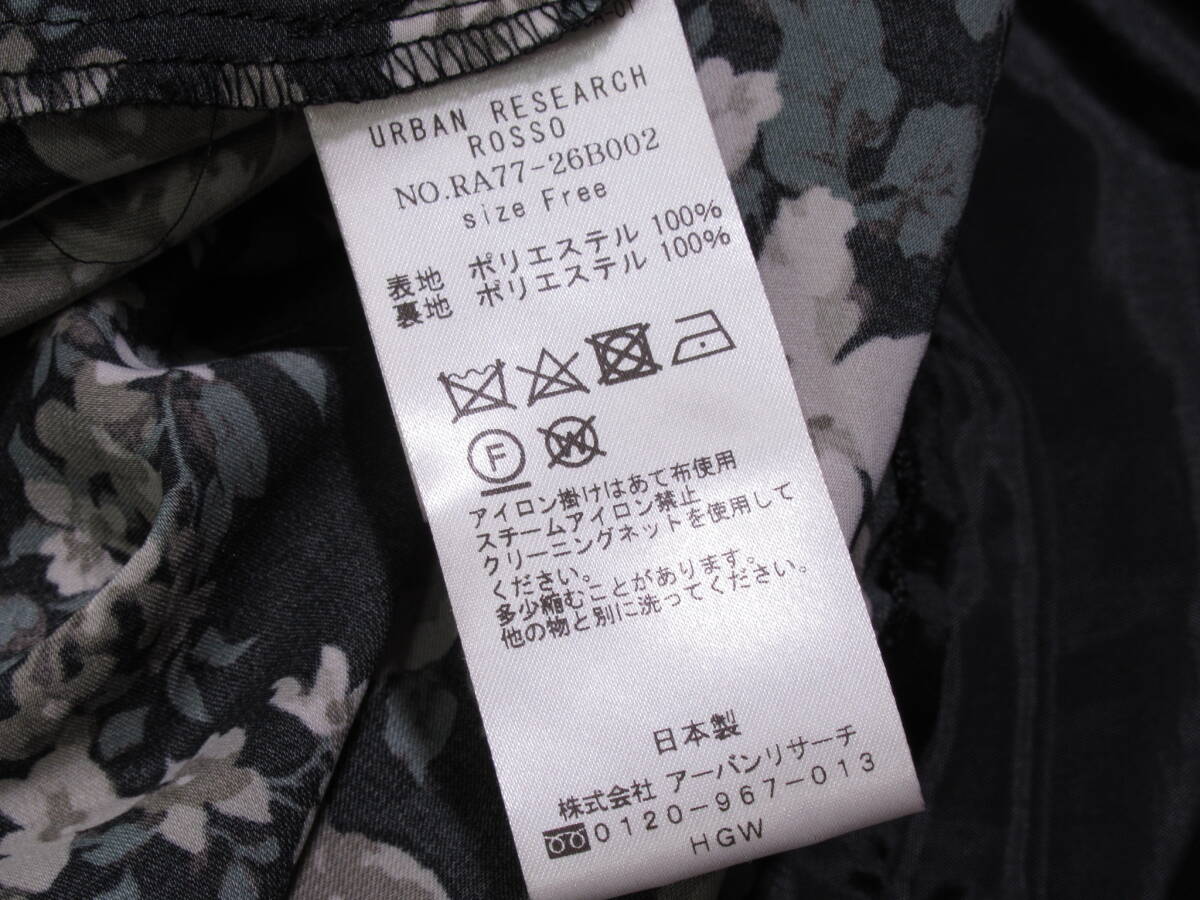 URBAN RESEARCH
ROSSO
NO.RA77-26B002
size Free
表地 ポリエステル 100%
裏地 ポリエステル 100%
F W
アイロン掛けはあて布使用
スチームアイロン禁止
クリーニングネットを使用して
ください。
多少縮むことがあります。
他の物と別に洗ってください。
日本製
株式会社 アーバンリサーチ
0120-967-013
HGW